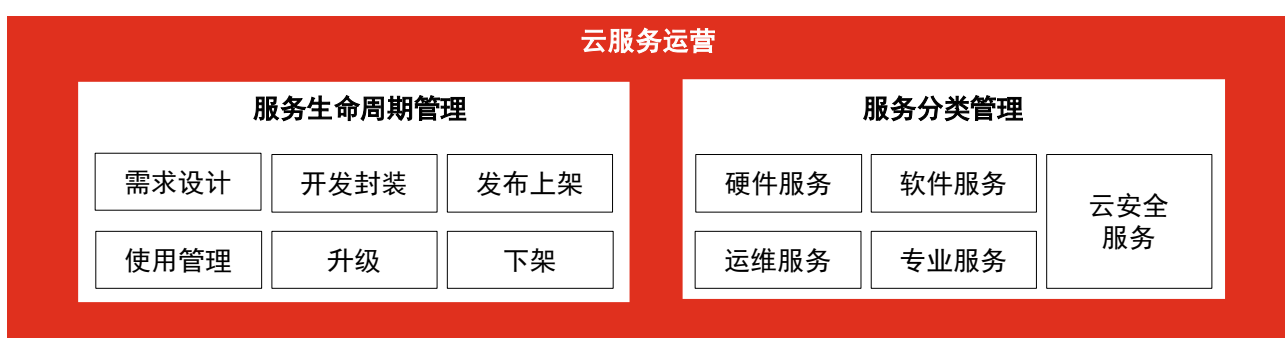 云服务运营
服务生命周期管理
需求设计
开发封装
发布上架
使用管理
升级
下架
服务分类管理
硬件服务
软件服务
运维服务
专业服务
云安全
服务